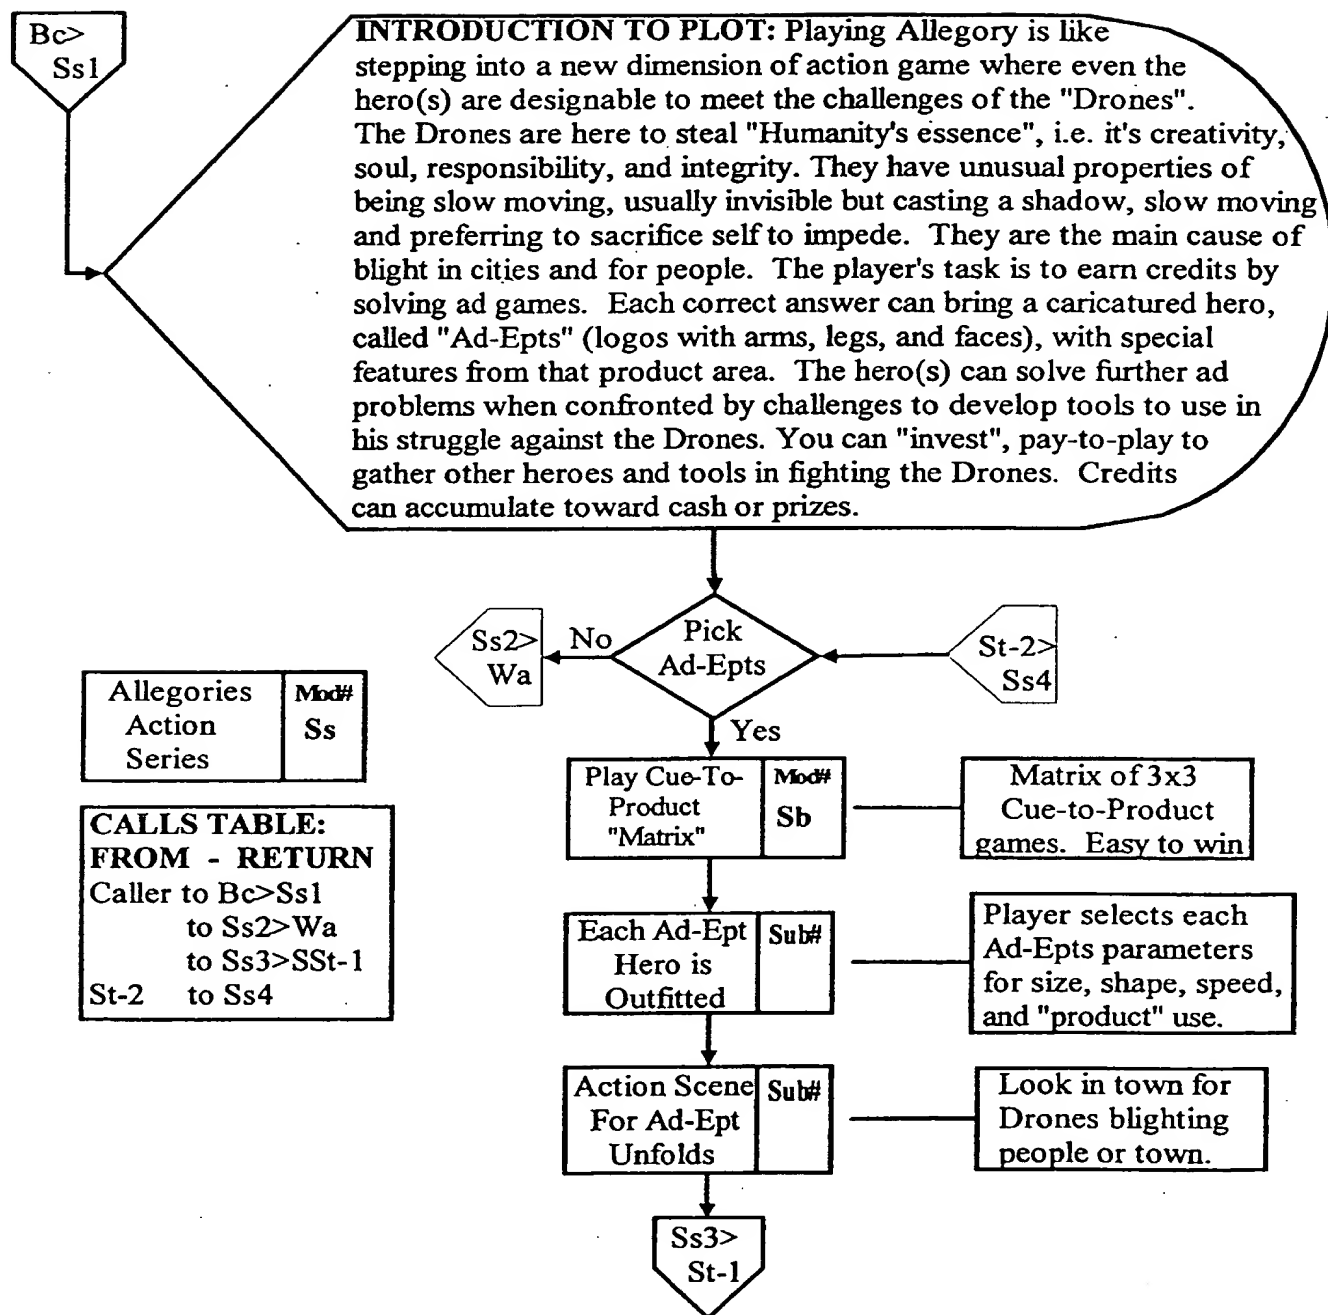 Bc>
Ss1
INTRODUCTION TO PLOT: Playing Allegory is like
stepping into a new dimension of action game where even the
hero(s) are designable to meet the challenges of the "Drones".
The Drones are here to steal "Humanity's essence", i.e. it's creativity,
soul, responsibility, and integrity. They have unusual properties of
being slow moving, usually invisible but casting a shadow, slow moving
and preferring to sacrifice self to impede. They are the main cause of
blight in cities and for people. The player's task is to earn credits by
solving ad games. Each correct answer can bring a caricatured hero,
called "Ad-Epts" (logos with arms, legs, and faces), with special
features from that product area. The hero(s) can solve further ad
problems when confronted by challenges to develop tools to use in
his struggle against the Drones. You can "invest", pay-to-play to
gather other heroes and tools in fighting the Drones. Credits
can accumulate toward cash or prizes.
Ss2>
Wa
No
Pick
Ad-Epts
St-2>
Ss4
Yes
Allegories
Action
Series
Mod#
Ss
CALLS TABLE:
FROM - RETURN
Caller to Bc>Ss1
to Ss2>Wa
to Ss3>SSt-1
St-2 to Ss4
Play Cue-To-
Product
"Matrix"
Mod#
Sb
Matrix of 3x3
Cue-to-Product
games. Easy to win
Each Ad-Ept
Hero is
Outfitted
Sub#
Player selects each
Ad-Epts parameters
for size, shape, speed,
and "product" use.
Action Scene
For Ad-Ept
Unfolds
Sub#
Look in town for
Drones blighting
people or town.
Ss3>
St-1